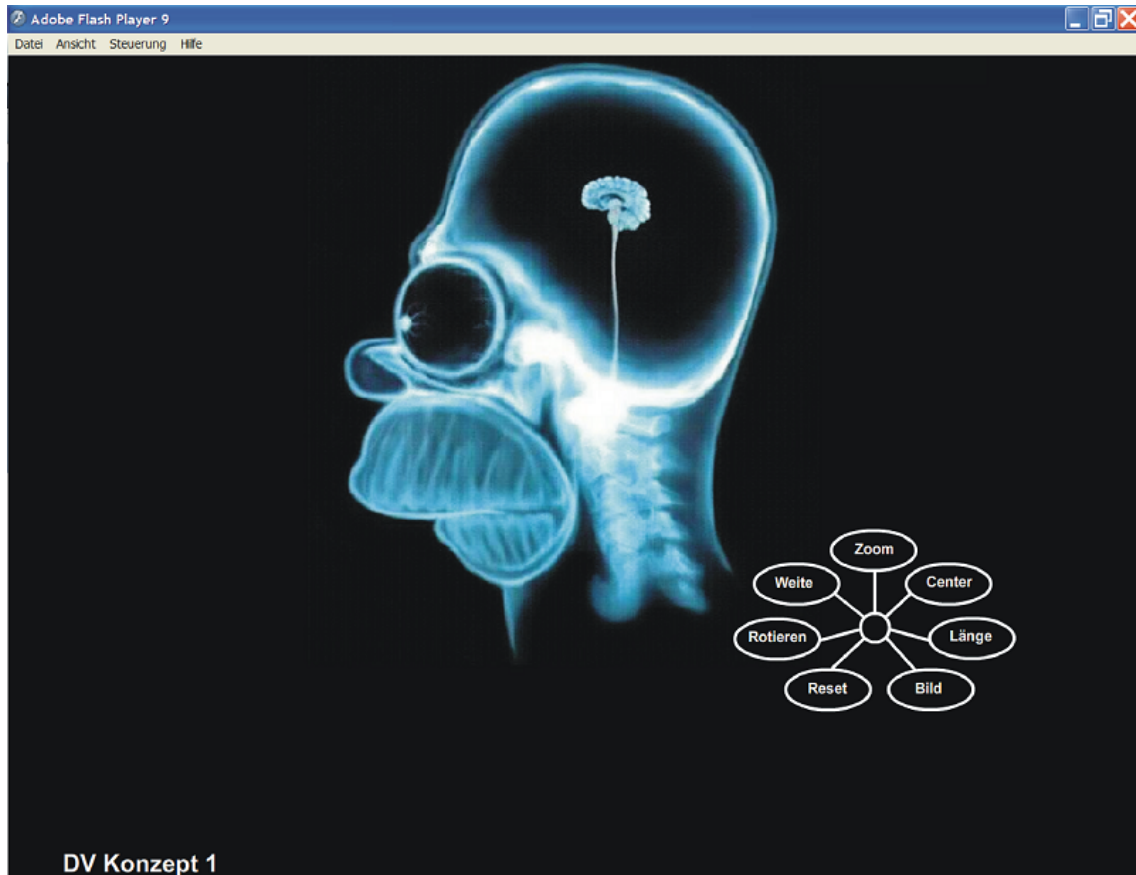 Adobe Flash Player 9
Datei Ansicht Steuerung Hilfe
Zoom
Weite
Center
Rotieren
Länge
Reset
Bild
DV Konzept 1